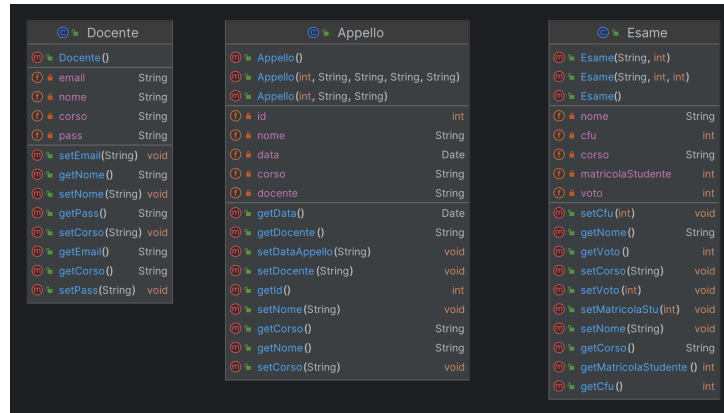 Docente
Docente()
email String
nome String
corso String
pass String
setEmail(String) void
getNome() String
setNome(String) void
getPass() String
setCorso(String) void
getEmail() String
getCorso() String
setPass(String) void
Appello
Appello()
Appello(int, String, String, String, String)
Appello(int, String, String)
id int
nome String
data Date
corso String
docente String
getData() Date
getDocente() String
setDataAppello(String) void
setDocente(String) void
getId() int
setNome(String) void
getCorso() String
getNome() String
setCorso(String) void
Esame
Esame(String, int)
Esame(String, int, int)
Esame()
nome String
cfu int
corso String
matricolaStudente int
voto int
setCfu(int) void
getNome() String
getVoto() int
setCorso(String) void
setVoto(int) void
setMatricolaStu(int) void
setNome(String) void
getCorso() String
getMatricolaStudente () int
getCfu() int